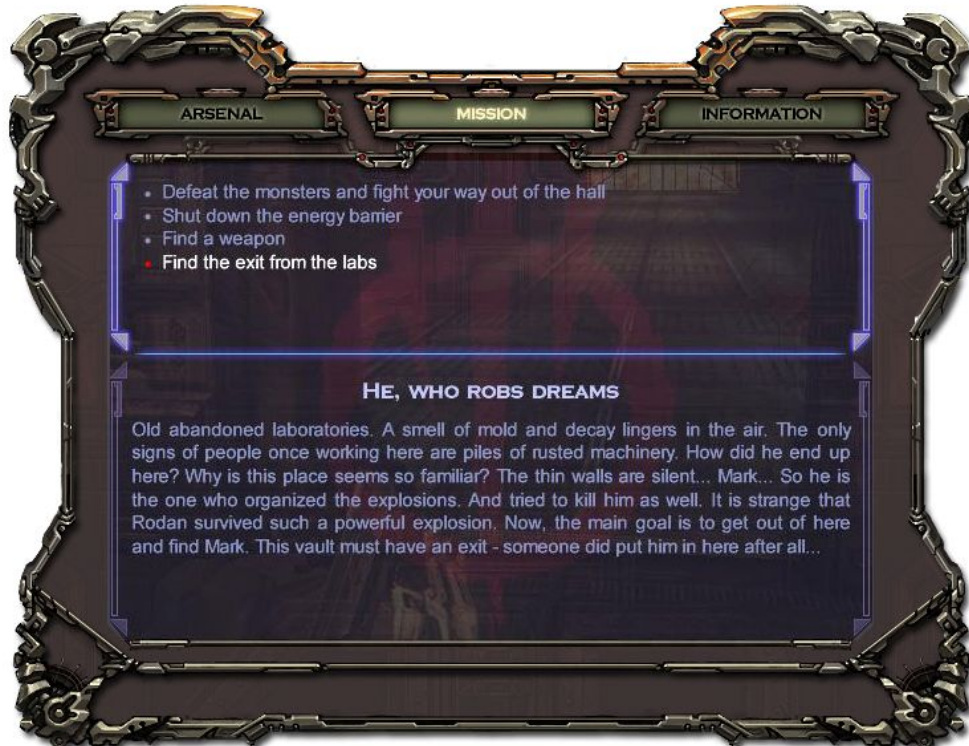 ARSENAL
MISSION
INFORMATION
Defeat the monsters and fight your way out of the hall
Shut down the energy barrier
Find a weapon
Find the exit from the labs
HE, WHO ROBS DREAMS
Old abandoned laboratories. A smell of mold and decay lingers in the air. The only
signs of people once working here are piles of rusted machinery. How did he end up
here? Why is this place seems so familiar? The thin walls are silent... Mark... So he is
the one who organized the explosions. And tried to kill him as well. It is strange that
Rodan survived such a powerful explosion. Now, the main goal is to get out of here
and find Mark. This vault must have an exit - someone did put him in here after all...